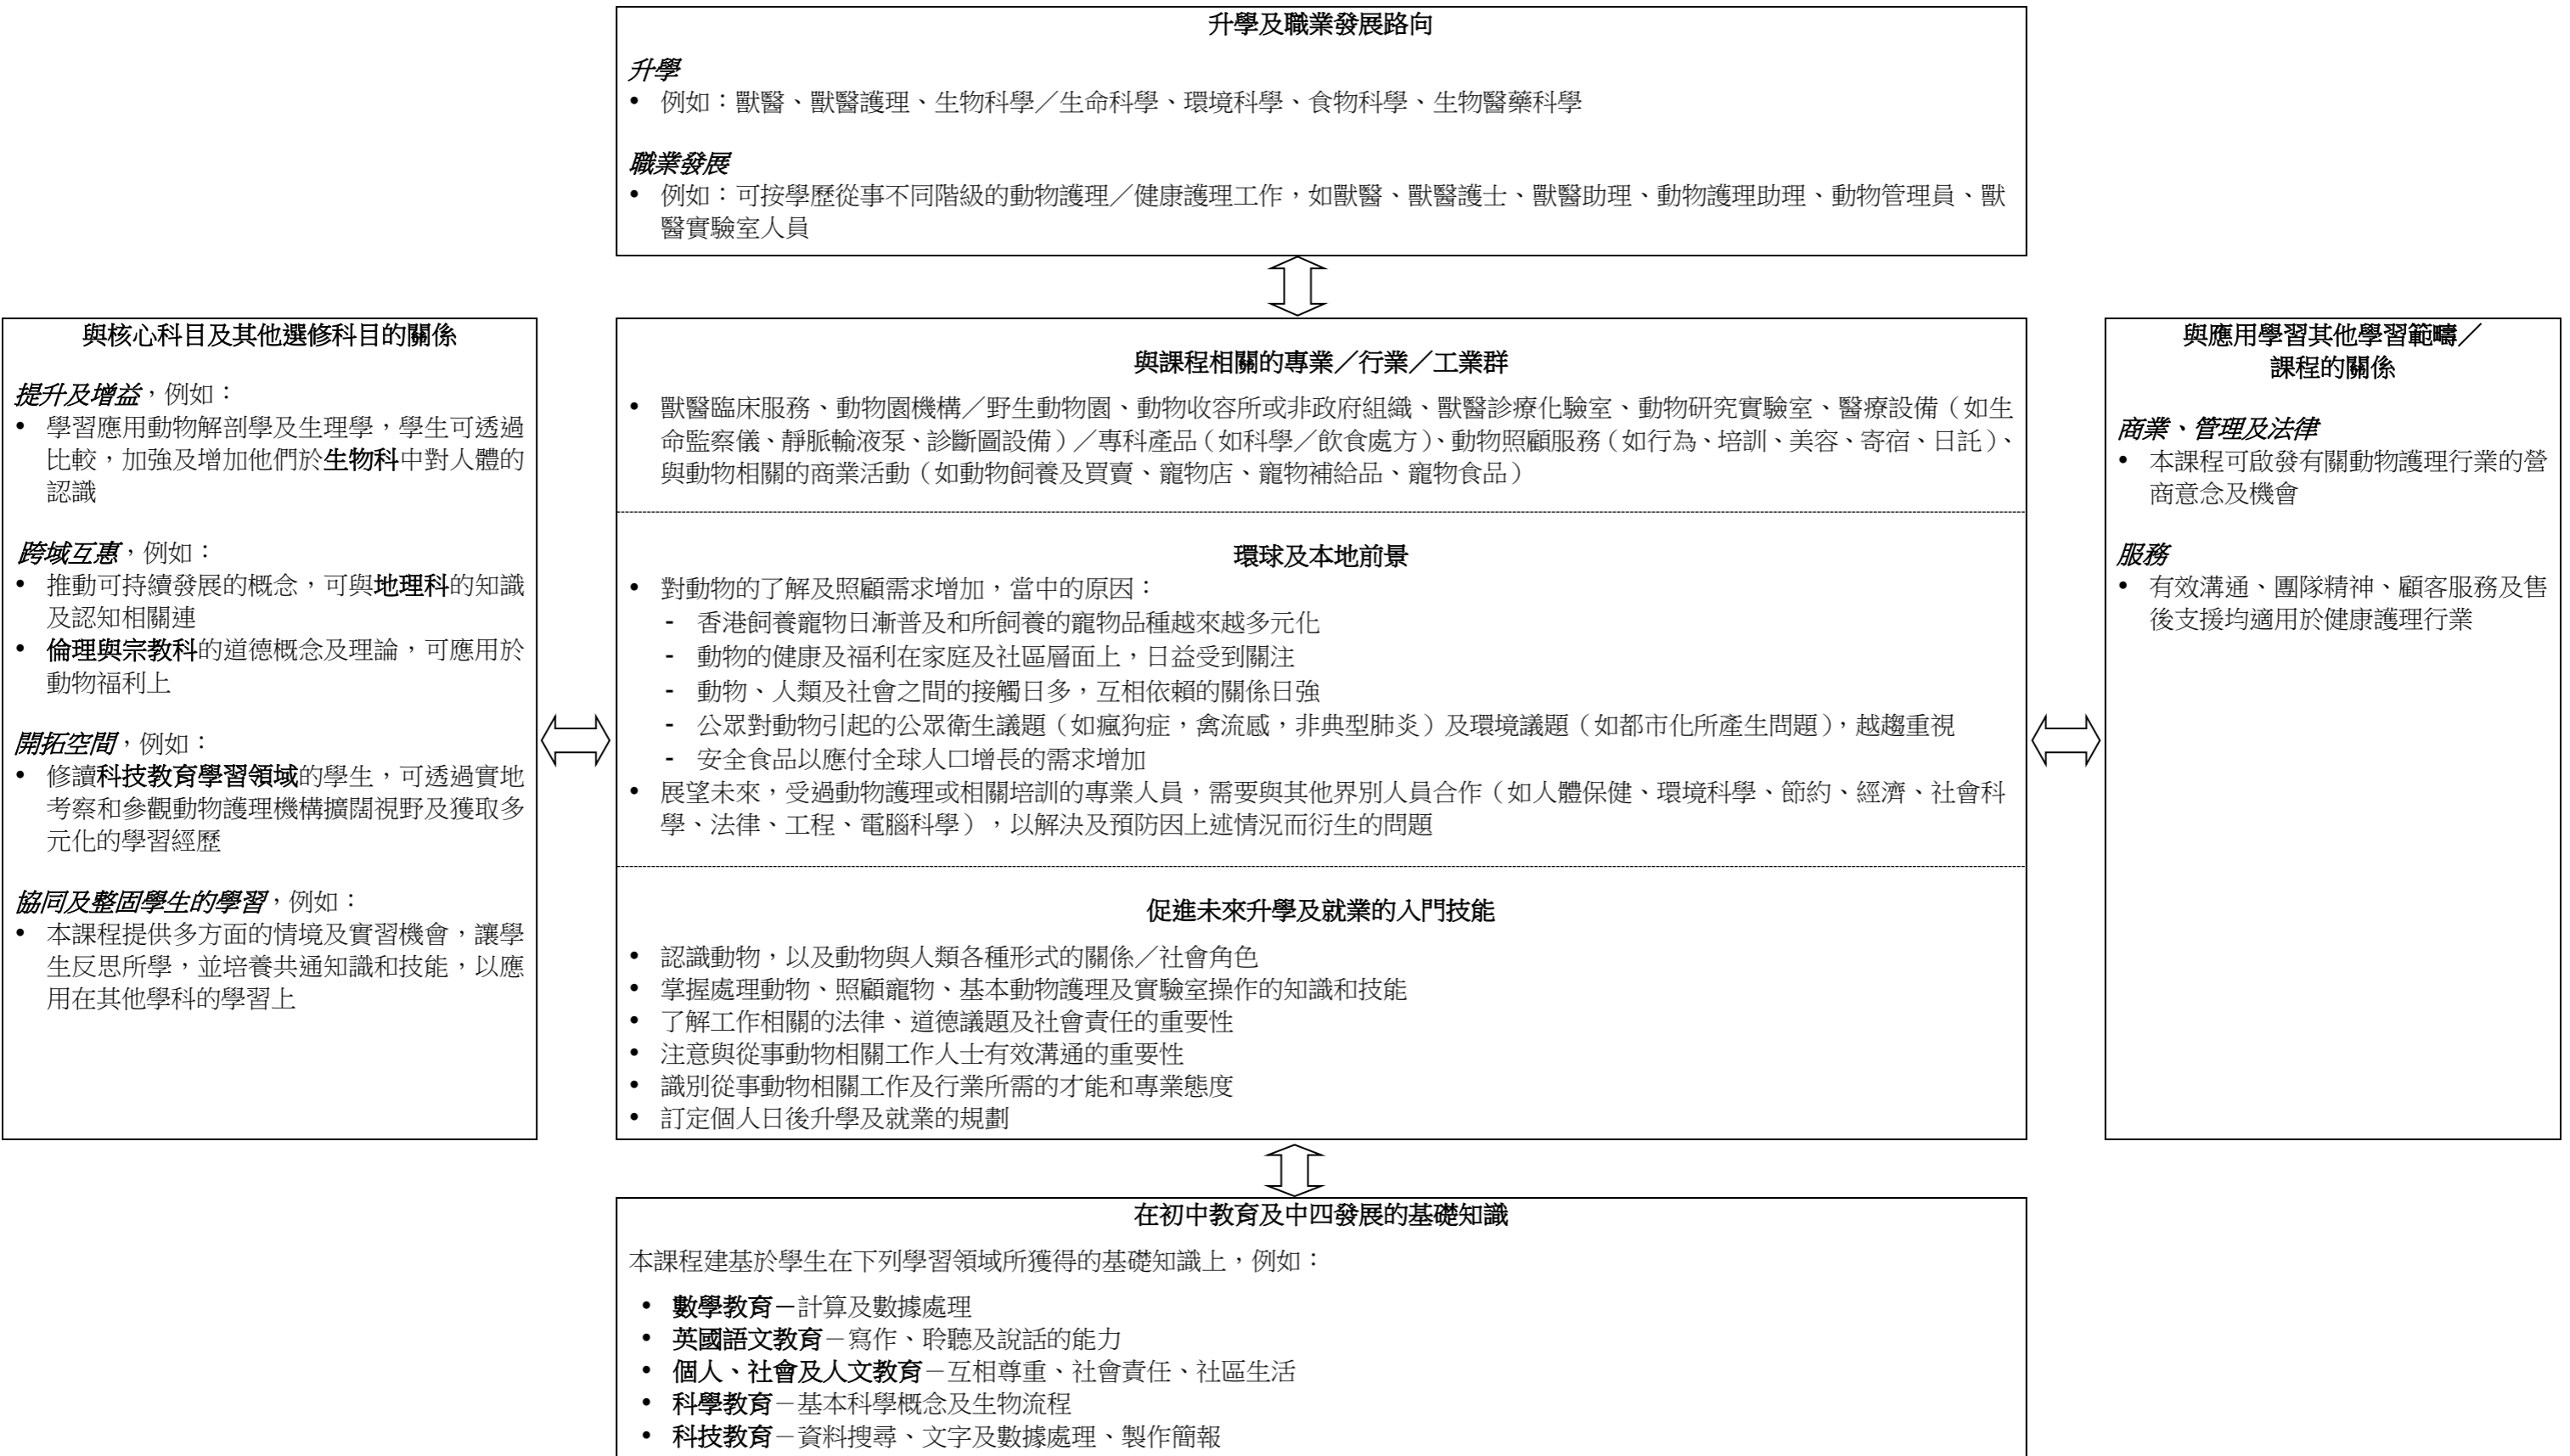 升學及職業發展路向
升學
• 例如：獸醫、獸醫護理、生物科學／生命科學、環境科學、食物科學、生物醫藥科學
職業發展
• 例如：可按學歷從事不同階級的動物護理／健康護理工作，如獸醫、獸醫護士、獸醫助理、動物護理助理、動物管理員、獸
醫實驗室人員
與核心科目及其他選修科目的關係
提升及增益，例如：
• 學習應用動物解剖學及生理學，學生可透過
比較，加強及增加他們於生物科中對人體的
認識
跨域互惠，例如：
• 推動可持續發展的概念，可與地理科的知識
及認知相關連
• 倫理與宗教科的道德概念及理論，可應用於
動物福利上
開拓空間，例如：
• 修讀科技教育學習領域的學生，可透過實地
考察和參觀動物護理機構擴闊視野及獲取多
元化的學習經歷
協同及整固學生的學習，例如：
• 本課程提供多方面的情境及實習機會，讓學
生反思所學，並培養共通知識和技能，以應
用在其他學科的學習上
與課程相關的專業／行業／工業群
• 獸醫臨床服務、動物園機構／野生動物園、動物收容所或非政府組織、獸醫診療化驗室、動物研究實驗室、醫療設備（如生
命監察儀、靜脈輸液泵、診斷圖設備）／專科產品（如科學／飲食處方）、動物照顧服務（如行為、培訓、美容、寄宿、日託）、
與動物相關的商業活動（如動物飼養及買賣、寵物店、寵物補給品、寵物食品）
環球及本地前景
• 對動物的了解及照顧需求增加，當中的原因：
- 香港飼養寵物日漸普及和所飼養的寵物品種越來越多元化
- 動物的健康及福利在家庭及社區層面上，日益受到關注
- 動物、人類及社會之間的接觸日多，互相依賴的關係日強
- 公眾對動物引起的公眾衛生議題（如瘋狗症，禽流感，非典型肺炎）及環境議題（如都市化所產生問題），越趨重視
- 安全食品以應付全球人口增長的需求增加
• 展望未來，受過動物護理或相關培訓的專業人員，需要與其他界別人員合作（如人體保健、環境科學、節約、經濟、社會科
學、法律、工程、電腦科學），以解決及預防因上述情況而衍生的問題
促進未來升學及就業的入門技能
• 認識動物，以及動物與人類各種形式的關係／社會角色
• 掌握處理動物、照顧寵物、基本動物護理及實驗室操作的知識和技能
• 了解工作相關的法律、道德議題及社會責任的重要性
• 注意與從事動物相關工作人士有效溝通的重要性
• 識別從事動物相關工作及行業所需的才能和專業態度
• 訂定個人日後升學及就業的規劃
與應用學習其他學習範疇／
課程的關係
商業、管理及法律
• 本課程可啟發有關動物護理行業的營
商意念及機會
服務
• 有效溝通、團隊精神、顧客服務及售
後支援均適用於健康護理行業
在初中教育及中四發展的基礎知識
本課程建基於學生在下列學習領域所獲得的基礎知識上，例如：
• 數學教育－計算及數據處理
• 英國語文教育－寫作、聆聽及說話的能力
• 個人、社會及人文教育－互相尊重、社會責任、社區生活
• 科學教育－基本科學概念及生物流程
• 科技教育－資料搜尋、文字及數據處理、製作簡報